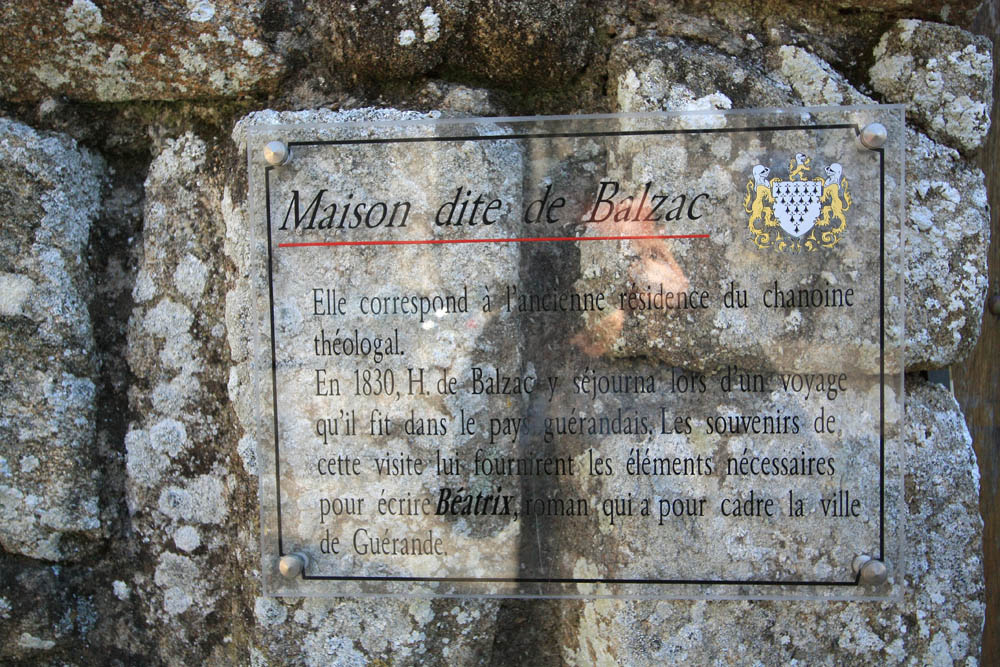 Maison dite de Balzac
Elle correspond à l'ancienne résidence du chanoine
théologal.
En 1830, H. de Balzac y séjourna lors d'un voyage
qu'il fit dans le pays guérandais. Les souvenirs de
cette visite lui fournirent les éléments nécessaires
pour écrire Béatrix, roman qui a pour cadre la ville
de Guérande.